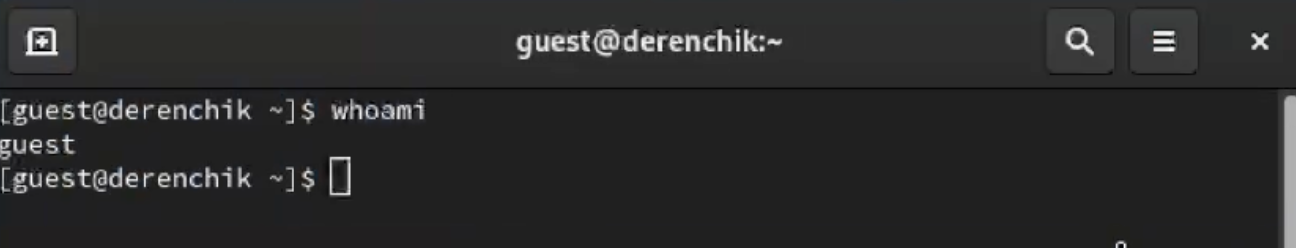 guest@derenchik:~
[guest@derenchik ~]$ whoami
guest
[guest@derenchik ~]$